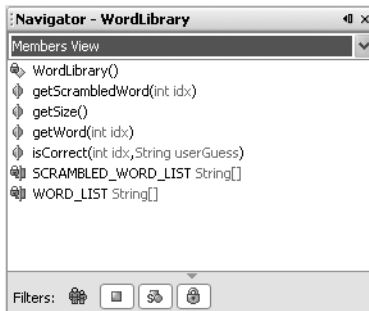 Navigator - WordLibrary
Members View
WordLibrary()
getScrambledWord(int idx)
getSize()
getWord(int idx)
isCorrect(int idx,String userGuess)
SCRAMBLED_WORD_LIST String[]
WORD_LIST String[]
Filters: